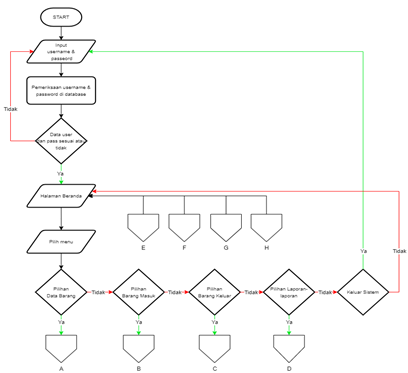 START
Input
username &
password
Pemeriksaan username &
password di database
Tidak
Data user
dan pass sesuai atau
tidak
Ya
Halaman Beranda
E
F
G
H
Pilih menu
Ya
Tidak
Pilihan
Data Barang
Tidak
Pilihan
Barang Masuk
Tidak
Pilihan
Barang Keluar
Tidak
Pilihan Laporan-
laporan
Tidak
Keluar Sistem
Ya
Ya
Ya
Ya
A
B
C
D